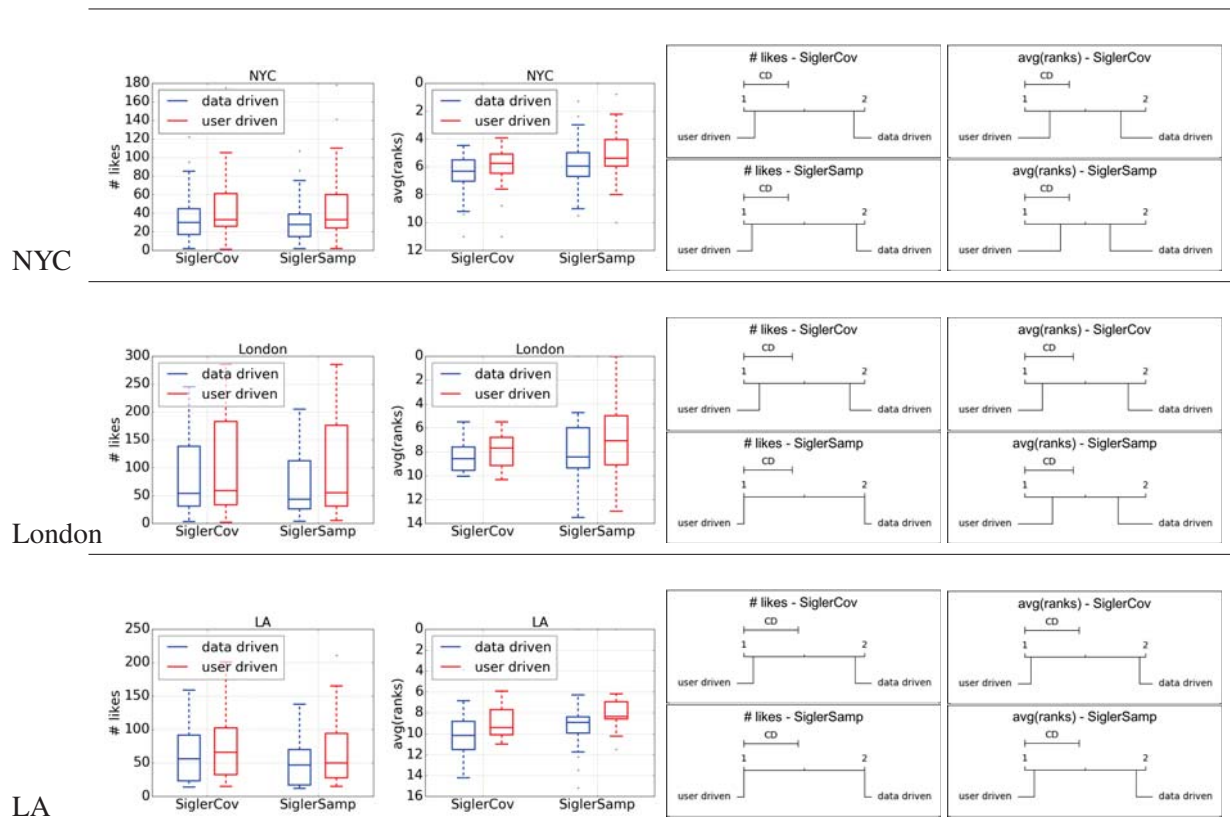 NYC
NYC
# likes
180
160
140
120
100
80
60
40
20
0
data driven
user driven
SiglerCov SiglerSamp
NYC
avg(ranks)
0
2
4
6
8
10
12
data driven
user driven
SiglerCov SiglerSamp
# likes - SiglerCov
CD
1 2
user driven data driven
# likes - SiglerSamp
CD
1 2
user driven data driven
avg(ranks) - SiglerCov
CD
1 2
user driven data driven
avg(ranks) - SiglerSamp
CD
1 2
user driven data driven
London
London
# likes
300
250
200
150
100
50
0
data driven
user driven
SiglerCov SiglerSamp
London
avg(ranks)
0
2
4
6
8
10
12
14
data driven
user driven
SiglerCov SiglerSamp
# likes - SiglerCov
CD
1 2
user driven data driven
# likes - SiglerSamp
CD
1 2
user driven data driven
avg(ranks) - SiglerCov
CD
1 2
user driven data driven
avg(ranks) - SiglerSamp
CD
1 2
user driven data driven
LA
LA
# likes
250
200
150
100
50
0
data driven
user driven
SiglerCov SiglerSamp
LA
avg(ranks)
0
2
4
6
8
10
12
14
16
data driven
user driven
SiglerCov SiglerSamp
# likes - SiglerCov
CD
1 2
user driven data driven
# likes - SiglerSamp
CD
1 2
user driven data driven
avg(ranks) - SiglerCov
CD
1 2
user driven data driven
avg(ranks) - SiglerSamp
CD
1 2
user driven data driven